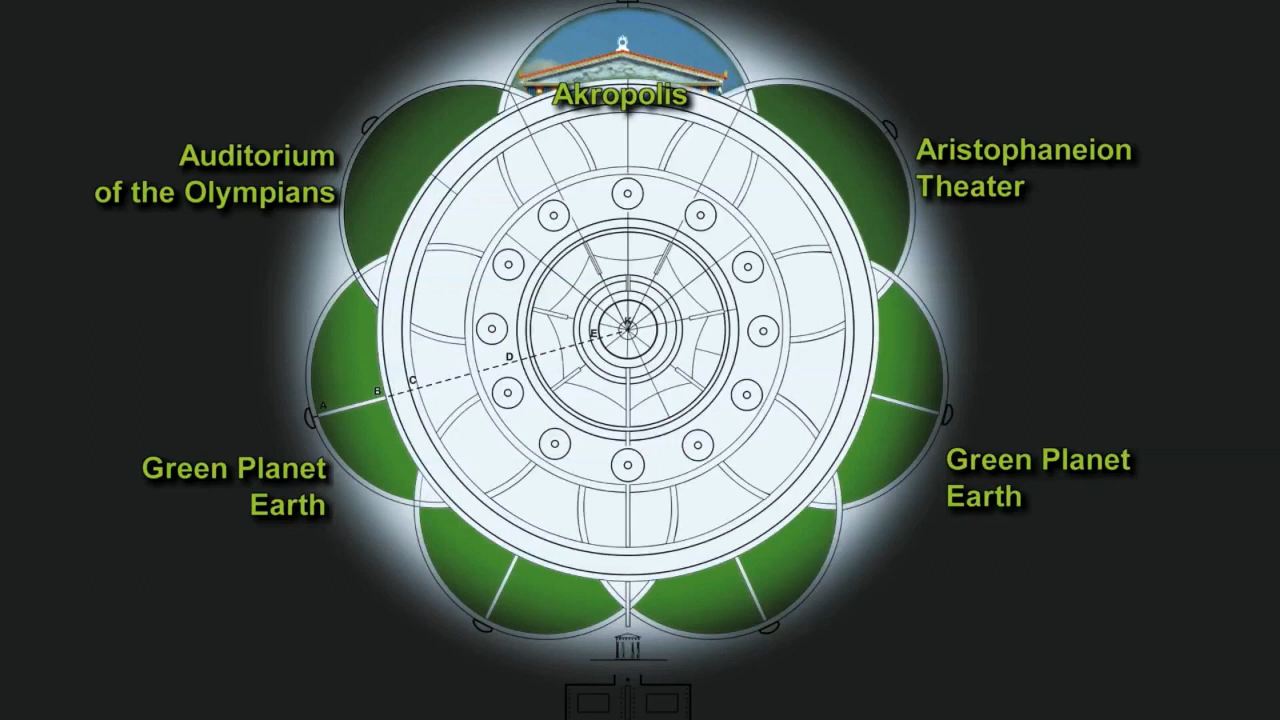 Akropolis
Auditorium
of the Olympians
Aristophaneion
Theater
K
E
D
C
B
A
Green Planet
Earth
Green Planet
Earth